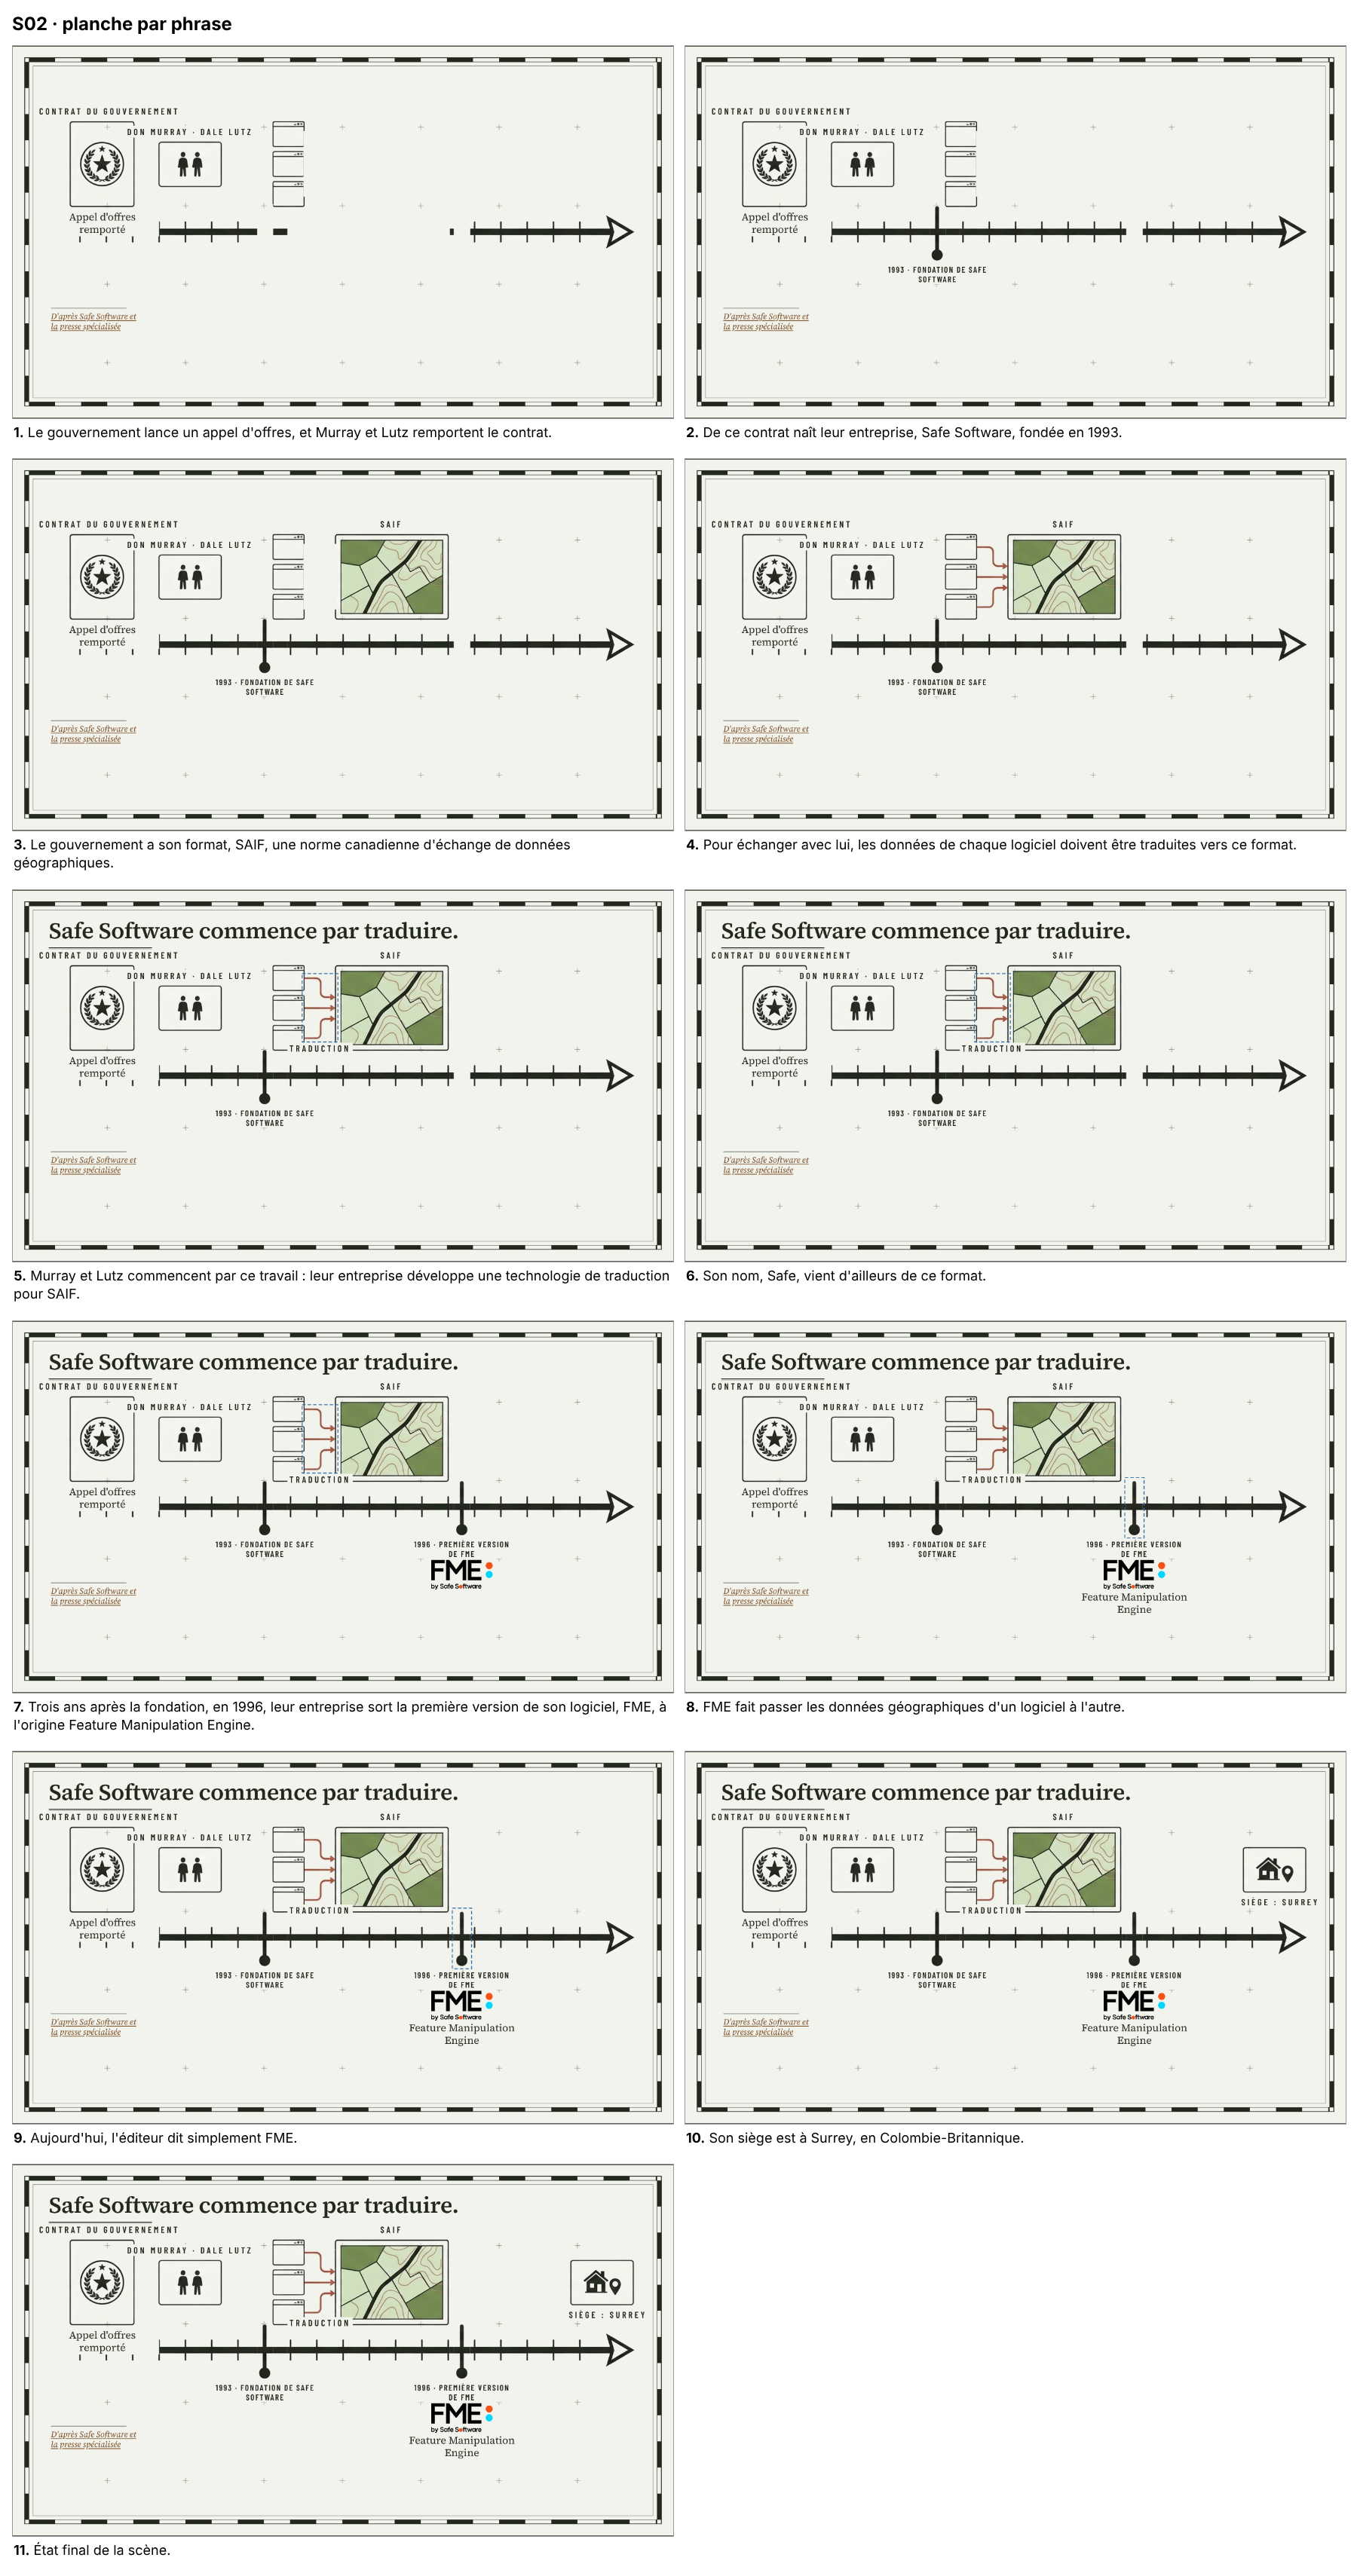 S02 · planche par phrase
CONTRAT DU GOUVERNEMENT
DON MURRAY · DALE LUTZ
Appel d'offres
remporté
D'après Safe Software et
la presse spécialisée
1. Le gouvernement lance un appel d'offres, et Murray et Lutz remportent le contrat.
CONTRAT DU GOUVERNEMENT
DON MURRAY · DALE LUTZ
Appel d'offres
remporté
1993 · FONDATION DE SAFE
SOFTWARE
D'après Safe Software et
la presse spécialisée
2. De ce contrat naît leur entreprise, Safe Software, fondée en 1993.
CONTRAT DU GOUVERNEMENT
SAIF
DON MURRAY · DALE LUTZ
Appel d'offres
remporté
1993 · FONDATION DE SAFE
SOFTWARE
D'après Safe Software et
la presse spécialisée
3. Le gouvernement a son format, SAIF, une norme canadienne d'échange de données
géographiques.
CONTRAT DU GOUVERNEMENT
SAIF
DON MURRAY · DALE LUTZ
Appel d'offres
remporté
1993 · FONDATION DE SAFE
SOFTWARE
D'après Safe Software et
la presse spécialisée
4. Pour échanger avec lui, les données de chaque logiciel doivent être traduites vers ce format.
Safe Software commence par traduire.
CONTRAT DU GOUVERNEMENT
SAIF
DON MURRAY · DALE LUTZ
TRADUCTION
Appel d'offres
remporté
1993 · FONDATION DE SAFE
SOFTWARE
D'après Safe Software et
la presse spécialisée
5. Murray et Lutz commencent par ce travail : leur entreprise développe une technologie de traduction
pour SAIF.
Safe Software commence par traduire.
CONTRAT DU GOUVERNEMENT
SAIF
DON MURRAY · DALE LUTZ
TRADUCTION
Appel d'offres
remporté
1993 · FONDATION DE SAFE
SOFTWARE
D'après Safe Software et
la presse spécialisée
6. Son nom, Safe, vient d'ailleurs de ce format.
Safe Software commence par traduire.
CONTRAT DU GOUVERNEMENT
SAIF
DON MURRAY · DALE LUTZ
TRADUCTION
Appel d'offres
remporté
1993 · FONDATION DE SAFE
SOFTWARE
1996 · PREMIÈRE VERSION
DE FME
FME
by Safe Software
D'après Safe Software et
la presse spécialisée
7. Trois ans après la fondation, en 1996, leur entreprise sort la première version de son logiciel, FME, à
l'origine Feature Manipulation Engine.
Safe Software commence par traduire.
CONTRAT DU GOUVERNEMENT
SAIF
DON MURRAY · DALE LUTZ
TRADUCTION
Appel d'offres
remporté
1993 · FONDATION DE SAFE
SOFTWARE
1996 · PREMIÈRE VERSION
DE FME
FME
by Safe Software
Feature Manipulation
Engine
D'après Safe Software et
la presse spécialisée
8. FME fait passer les données géographiques d'un logiciel à l'autre.
Safe Software commence par traduire.
CONTRAT DU GOUVERNEMENT
SAIF
DON MURRAY · DALE LUTZ
TRADUCTION
Appel d'offres
remporté
1993 · FONDATION DE SAFE
SOFTWARE
1996 · PREMIÈRE VERSION
DE FME
FME
by Safe Software
Feature Manipulation
Engine
D'après Safe Software et
la presse spécialisée
9. Aujourd'hui, l'éditeur dit simplement FME.
Safe Software commence par traduire.
CONTRAT DU GOUVERNEMENT
SAIF
DON MURRAY · DALE LUTZ
SIÈGE : SURREY
TRADUCTION
Appel d'offres
remporté
1993 · FONDATION DE SAFE
SOFTWARE
1996 · PREMIÈRE VERSION
DE FME
FME
by Safe Software
Feature Manipulation
Engine
D'après Safe Software et
la presse spécialisée
10. Son siège est à Surrey, en Colombie-Britannique.
Safe Software commence par traduire.
CONTRAT DU GOUVERNEMENT
SAIF
DON MURRAY · DALE LUTZ
SIÈGE : SURREY
TRADUCTION
Appel d'offres
remporté
1993 · FONDATION DE SAFE
SOFTWARE
1996 · PREMIÈRE VERSION
DE FME
FME
by Safe Software
Feature Manipulation
Engine
D'après Safe Software et
la presse spécialisée
11. État final de la scène.